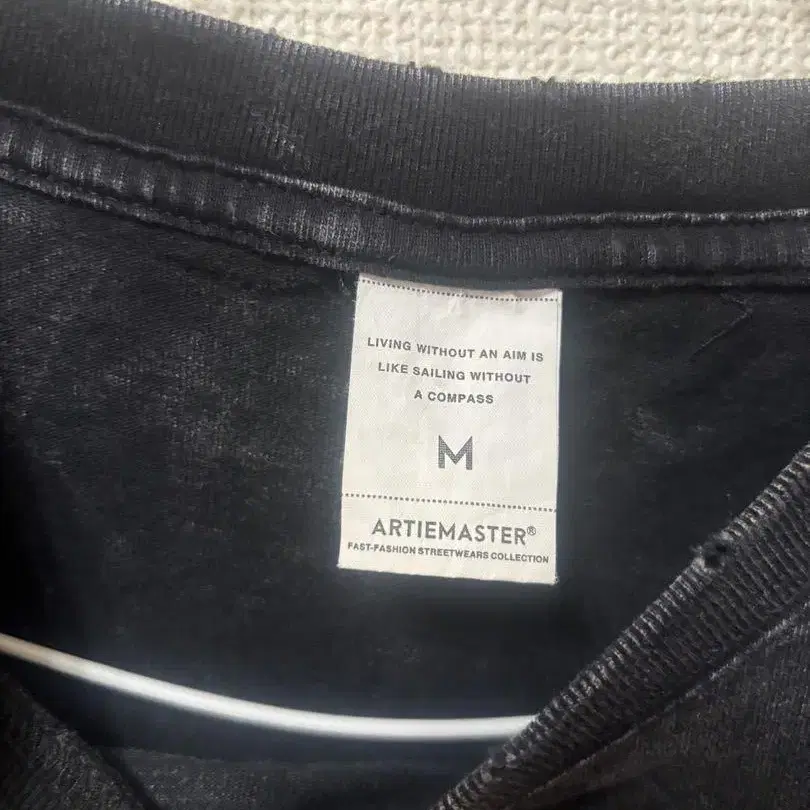 LIVING WITHOUT AN AIM IS
LIKE SAILING WITHOUT
A COMPASS
M
ARTIEMASTER®
FAST-FASHION STREETWEARS COLLECTION